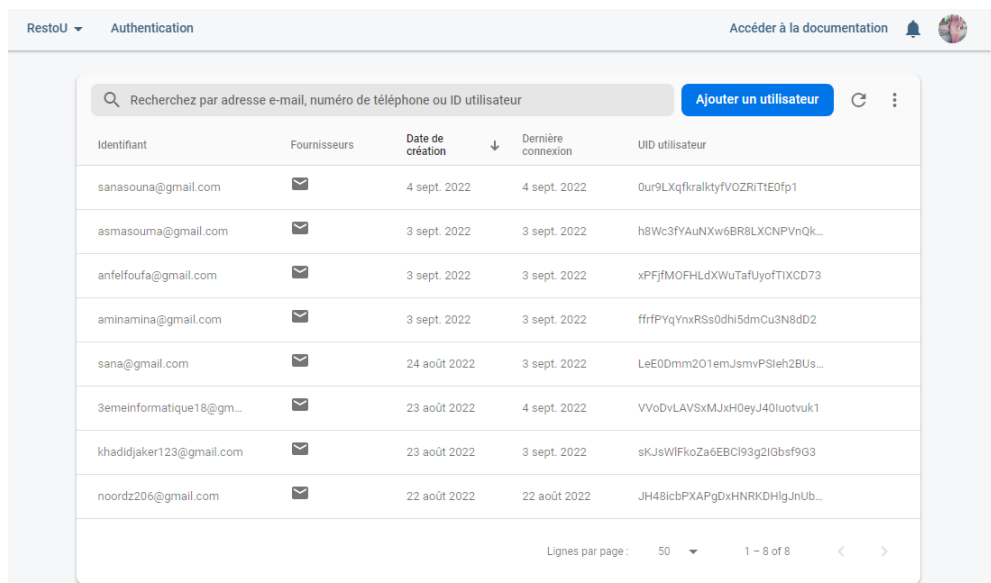 RestoU Authentication Accéder à la documentation
Recherchez par adresse e-mail, numéro de téléphone ou ID utilisateur Ajouter un utilisateur
Identifiant Fournisseurs Date de création Dernière connexion UID utilisateur
sanasouna@gmail.com 4 sept. 2022 4 sept. 2022 0ur9LXqfkralktyfVOZRiTtE0fp1
asmasouma@gmail.com 3 sept. 2022 3 sept. 2022 h8Wc3fYAuNXw6BR8LXCNPVnQk...
anfelfoufa@gmail.com 3 sept. 2022 3 sept. 2022 xPFjfMOFHLdXWuTafUyofTIXCD73
aminamina@gmail.com 3 sept. 2022 3 sept. 2022 ffrfPYqYnxRSs0dhi5dmCu3N8dD2
sana@gmail.com 24 août 2022 3 sept. 2022 LeE0Dmm2O1emJsmvPSIeh2BUs...
3emeinformatique18@gm... 23 août 2022 4 sept. 2022 VVoDvLAVSxMJxH0eyJ40Iuotvuk1
khadidjaker123@gmail.com 23 août 2022 3 sept. 2022 sKJsWlFkoZa6EBCl93g2IGbsf9G3
noordz206@gmail.com 22 août 2022 22 août 2022 JH48icbPXAPgDxHNRKDHlgJnUb...
Lignes par page : 50 1 – 8 of 8